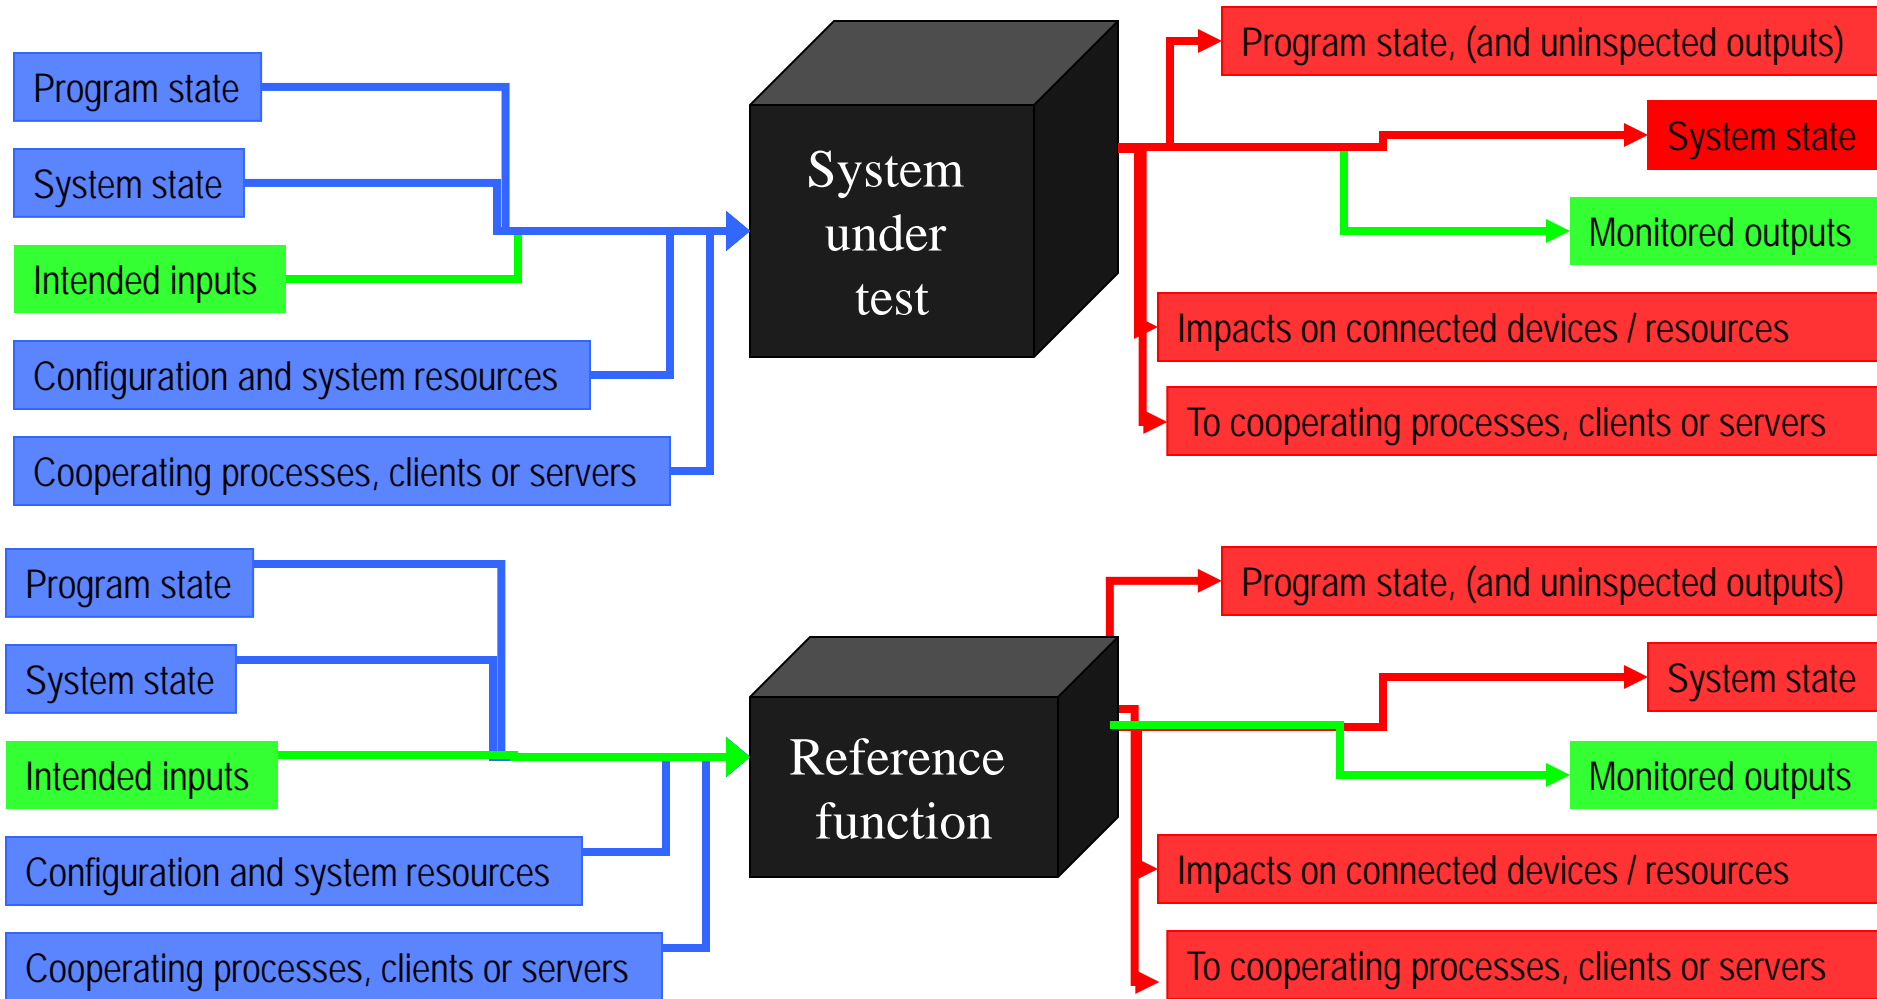 Program state
System state
Intended inputs
Configuration and system resources
Cooperating processes, clients or servers
System
under
test
Program state, (and uninspected outputs)
System state
Monitored outputs
Impacts on connected devices / resources
To cooperating processes, clients or servers
Program state
System state
Intended inputs
Configuration and system resources
Cooperating processes, clients or servers
Reference
function
Program state, (and uninspected outputs)
System state
Monitored outputs
Impacts on connected devices / resources
To cooperating processes, clients or servers